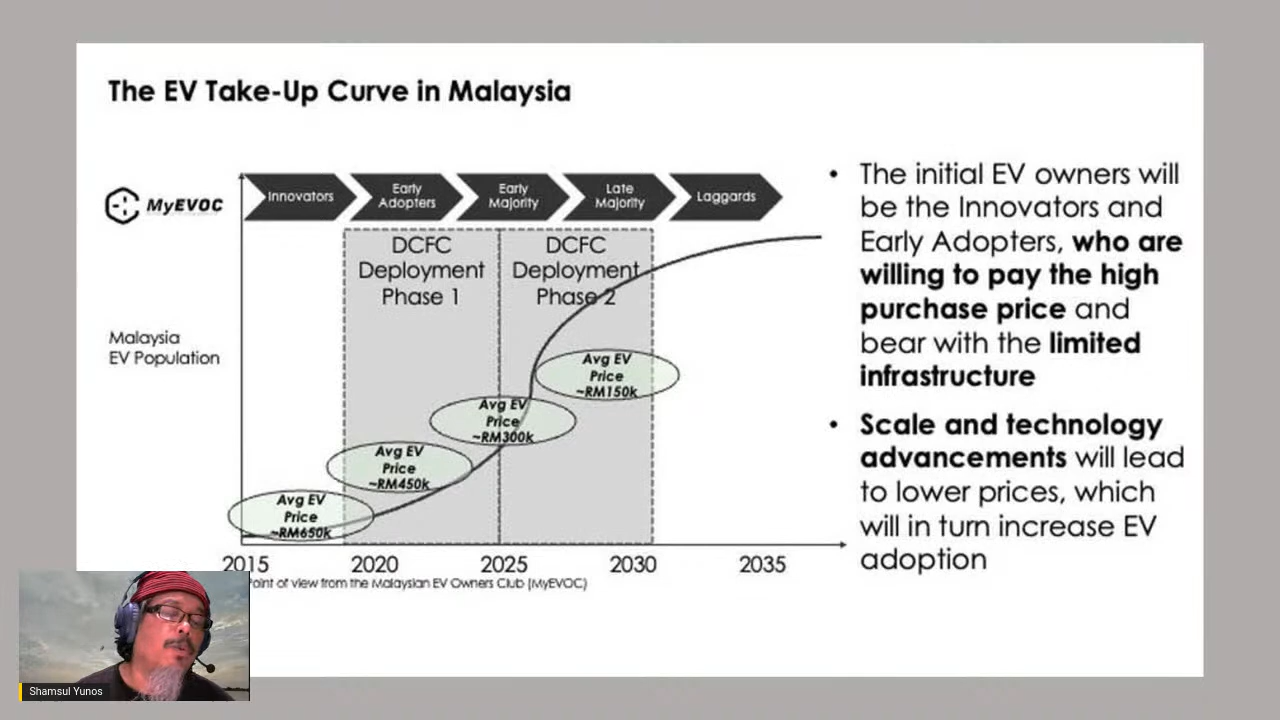 The EV Take-Up Curve in Malaysia
MyEVOC
Innovators
Early
Adopters
Early
Majority
Late
Majority
Laggards
DCFC
Deployment
Phase 1
DCFC
Deployment
Phase 2
Malaysia
EV Population
Avg EV
Price
~RM150k
Avg EV
Price
~RM300k
Avg EV
Price
~RM450k
Avg EV
Price
~RM650k
2015 2020 2025 2030 2035
of view from the Malaysian EV Owners Club (MyEVOC)
• The initial EV owners will
be the Innovators and
Early Adopters, who are
willing to pay the high
purchase price and
bear with the limited
infrastructure
• Scale and technology
advancements will lead
to lower prices, which
will in turn increase EV
adoption
Shamsul Yunos